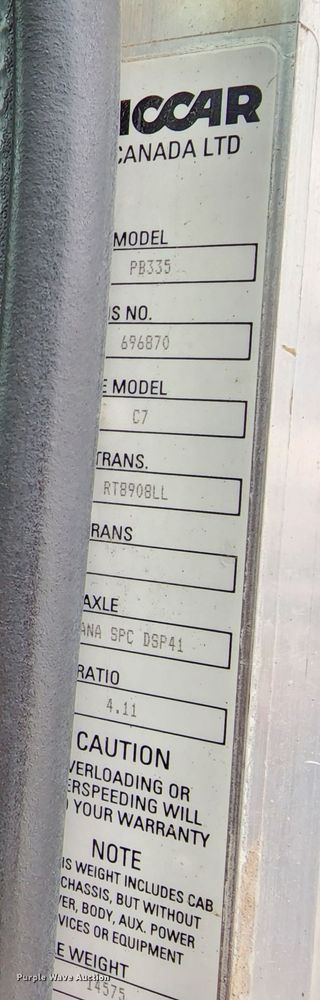 CCAR
CANADA LTD
MODEL
PB335
S NO.
696870
E MODEL
C7
TRANS.
RT8908LL
RANS
AXLE
ANA SPC DSP41
RATIO
4.11
CAUTION
VERLOADING OR
ERSPEEDING WILL
YOUR WARRANTY
NOTE
IS WEIGHT INCLUDES CAB
CHASSIS, BUT WITHOUT
ER, BODY, AUX. POWER
VICES OR EQUIPMENT
E WEIGHT
14575
Purple Wave Auction